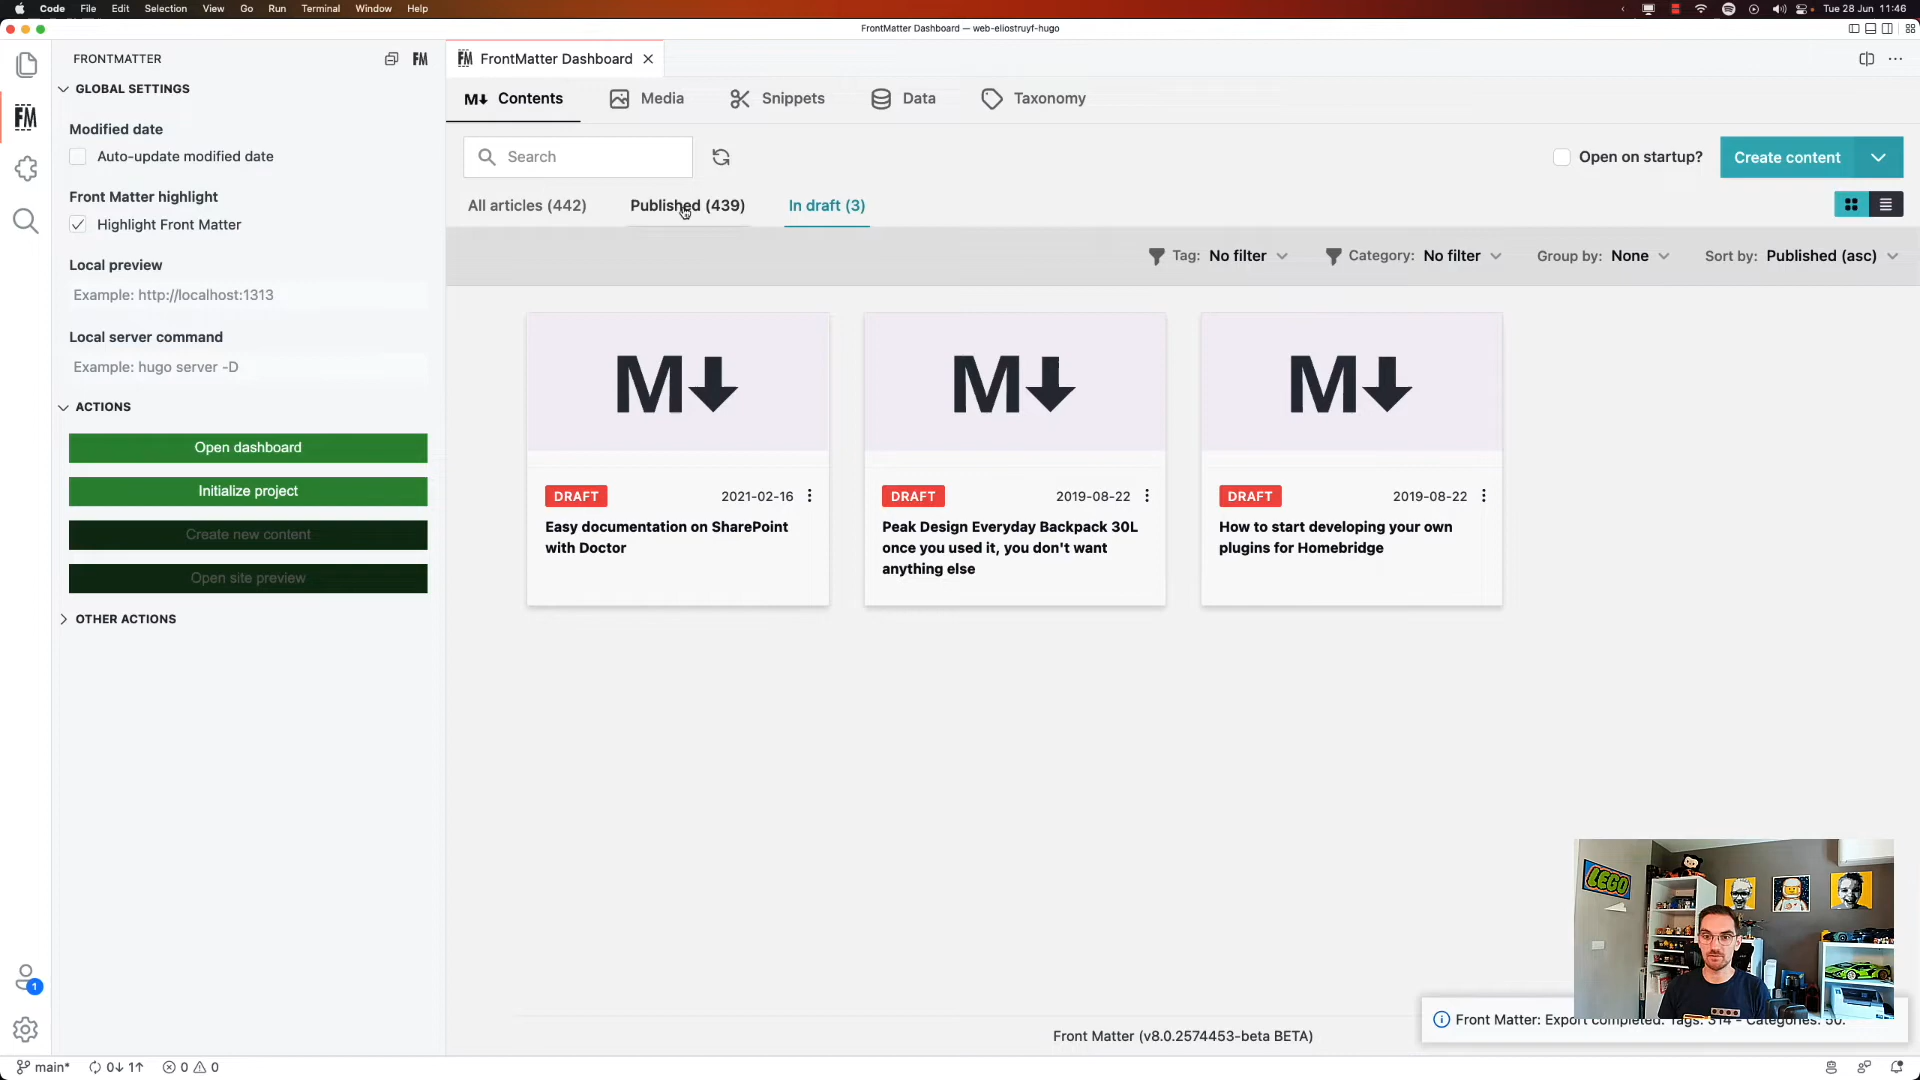 Code File Edit Selection View Go Run Terminal Window Help
Tue 28 Jun 11:46
FrontMatter Dashboard — web-eliostruyf-hugo
FRONTMATTER
FM
FM
GLOBAL SETTINGS
Modified date
Auto-update modified date
Front Matter highlight
Highlight Front Matter
Local preview
Example: http://localhost:1313
Local server command
Example: hugo server -D
ACTIONS
Open dashboard
Initialize project
Create new content
Open site preview
OTHER ACTIONS
1
FM FrontMatter Dashboard
M Contents Media Snippets Data Taxonomy
Search
Open on startup?
Create content
All articles (442) Published (439) In draft (3)
Tag: No filter Category: No filter Group by: None Sort by: Published (asc)
M
DRAFT 2021-02-16
Easy documentation on SharePoint
with Doctor
M
DRAFT 2019-08-22
Peak Design Everyday Backpack 30L
once you used it, you don't want
anything else
M
DRAFT 2019-08-22
How to start developing your own
plugins for Homebridge
LEGO
Front Matter: Export completed. Tags: 314 - Categories: 50.
Front Matter (v8.0.2574453-beta BETA)
main* 0↓ 1↑ 0 0